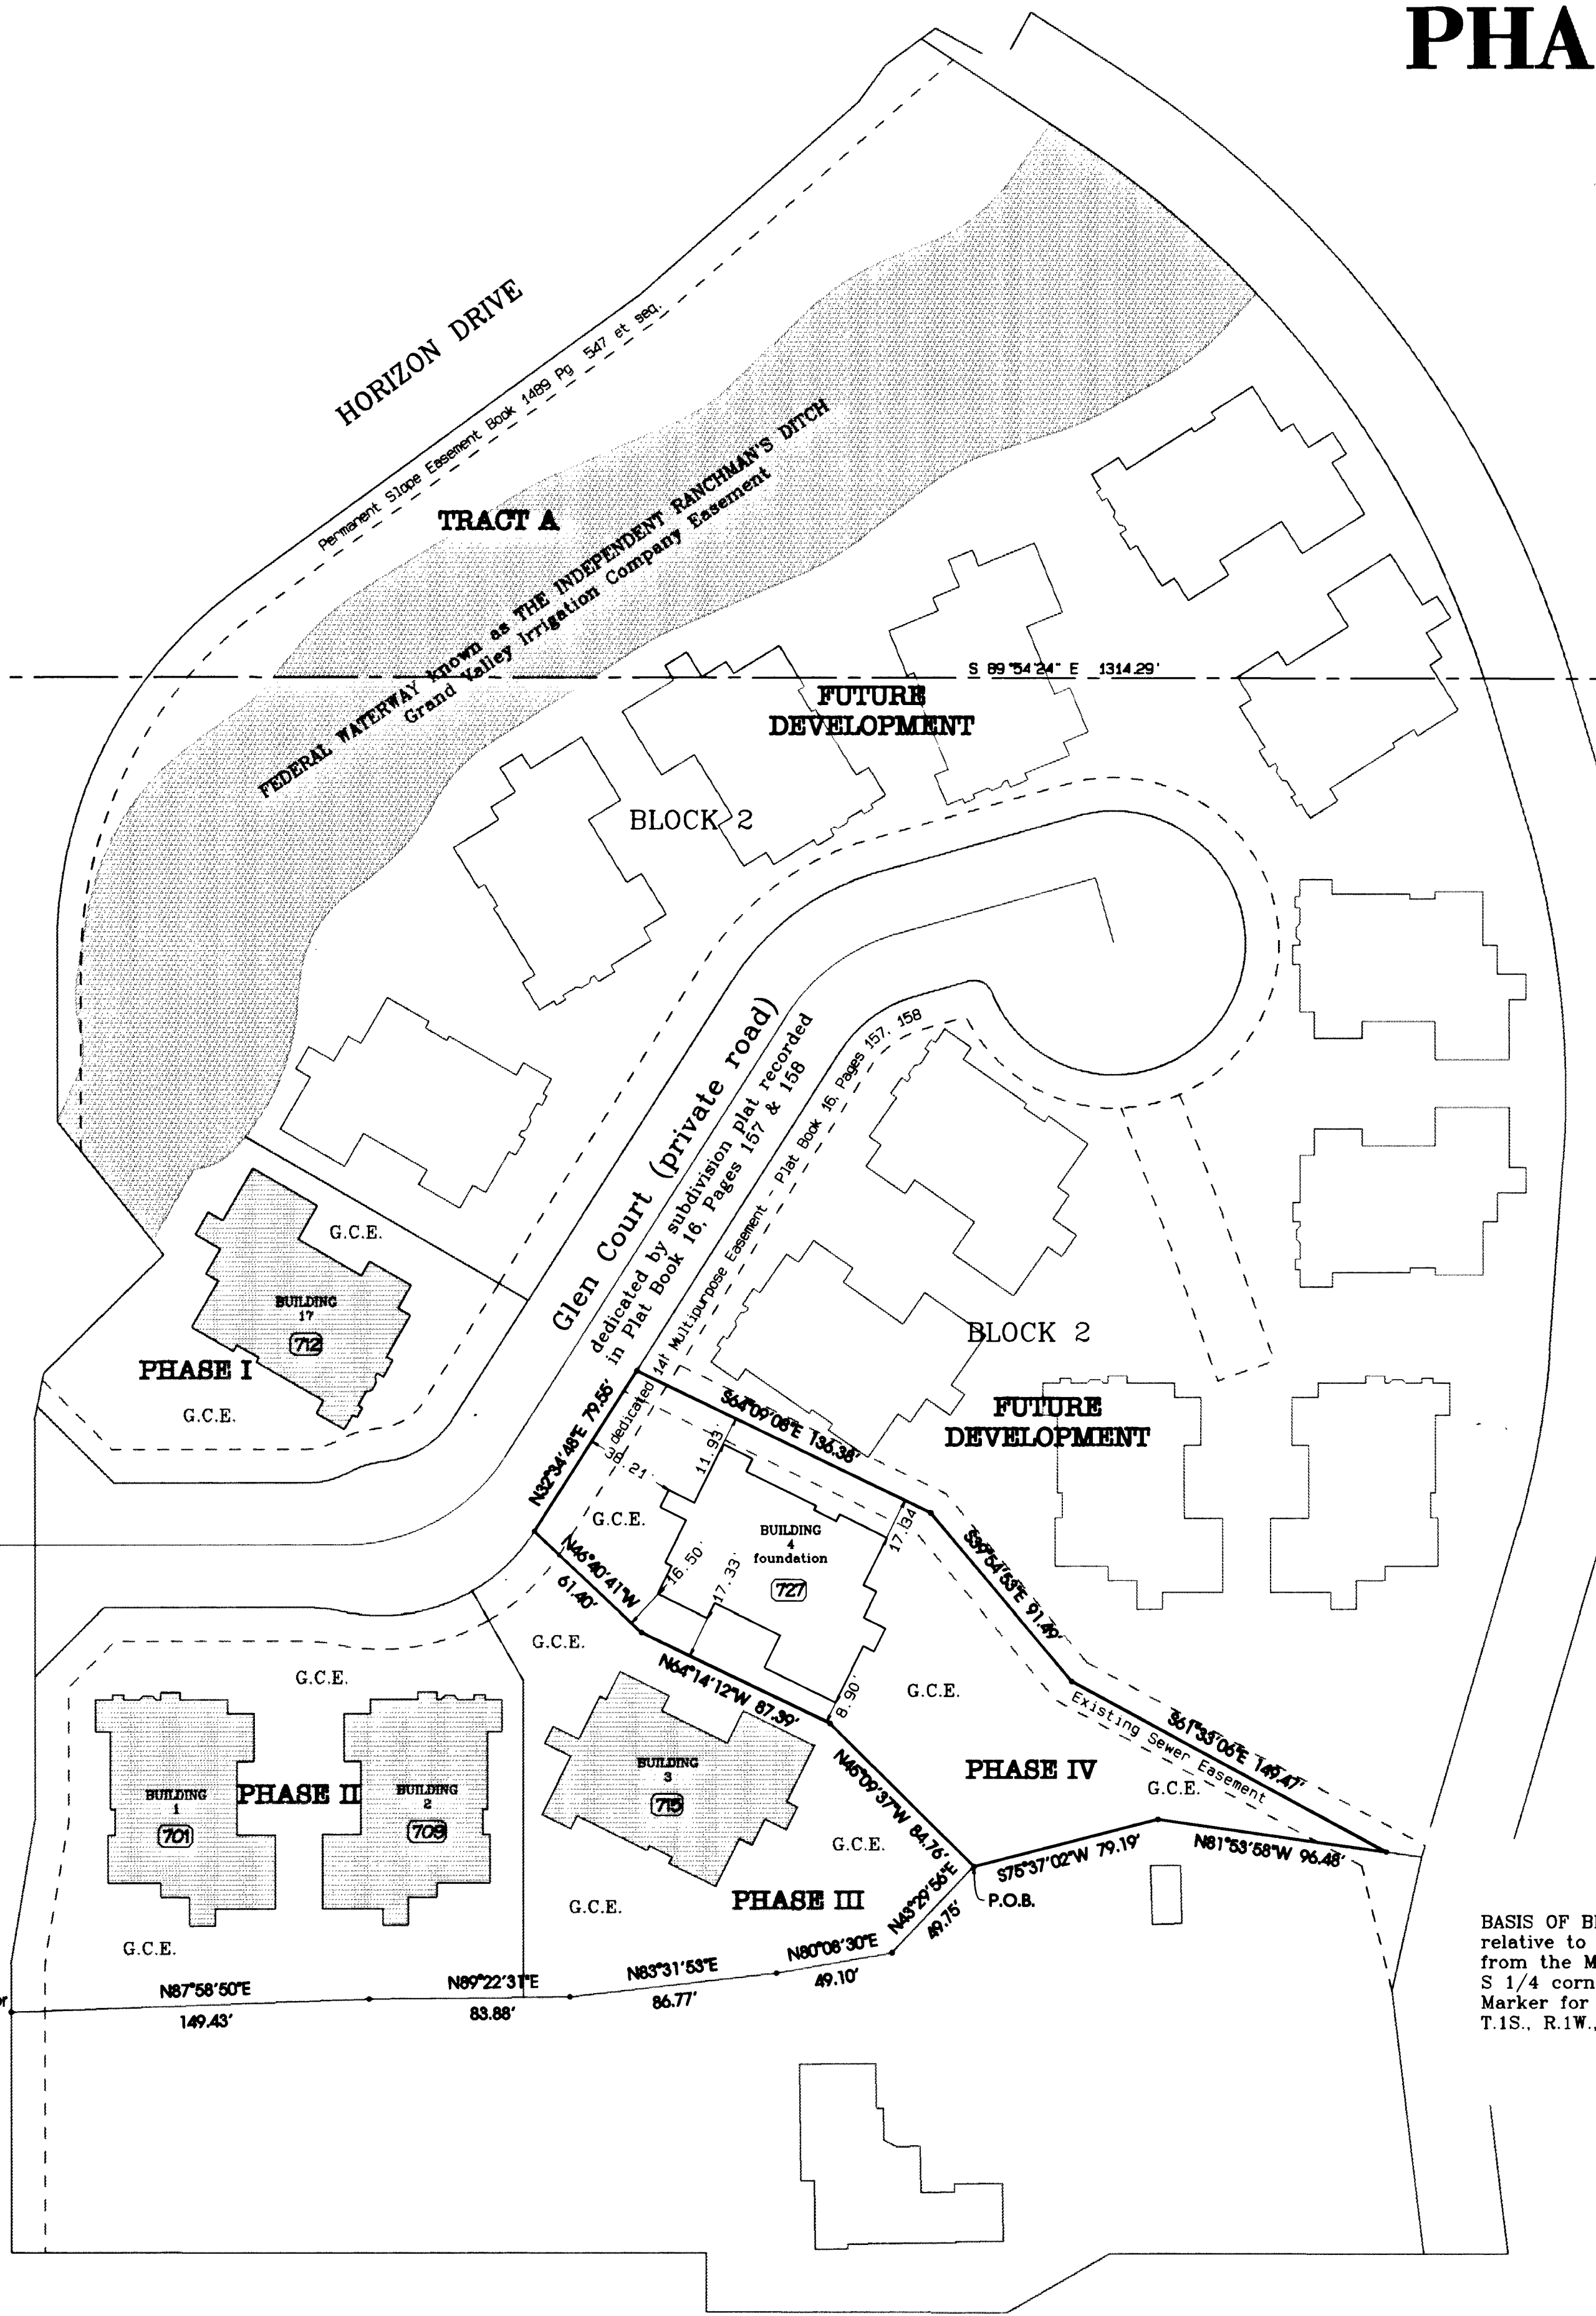 PHA
HORIZON DRIVE
Permanent Slope Easement Book 1489 Pg 547 et seq.
TRACT A
FEDERAL WATERWAY known as THE INDEPENDENT RANCHMAN'S DITCH
Grand Valley Irrigation Company Easement
S 89°54'24" E 1314.29'
FUTURE
DEVELOPMENT
BLOCK 2
Glen Court (private road)
dedicated by subdivision plat recorded
in Plat Book 16, Pages 157 & 158
dedicated 14' Multipurpose Easement - Plat Book 16, Pages 157, 158
G.C.E.
BUILDING
17
712
PHASE I
G.C.E.
BLOCK 2
FUTURE
DEVELOPMENT
N32°34'48"E 79.55'
S64°09'08"E 136.38'
11.93'
G.C.E.
BUILDING
4
foundation
727
17.34
16.50'
17.33'
N46°40'41"W
61.40'
S39°54'53"E 91.49'
G.C.E.
N64°14'12"W 87.39'
8.90'
G.C.E.
Existing Sewer Easement
S61°33'06"E 149.47'
G.C.E.
BUILDING
1
701
PHASE II
BUILDING
2
709
BUILDING
3
715
PHASE IV
G.C.E.
N46°09'37"W 84.76'
G.C.E.
S75°37'02"W 79.19'
N81°53'58"W 96.48'
P.O.B.
N43°29'56"E
49.75'
PHASE III
G.C.E.
G.C.E.
N80°08'30"E
49.10'
N83°31'53"E
86.77'
N89°22'31"E
83.88'
N87°58'50"E
149.43'
or
relative to
from the M
S 1/4 corn
Marker for
T.1S., R.1W.,
BASIS OF B